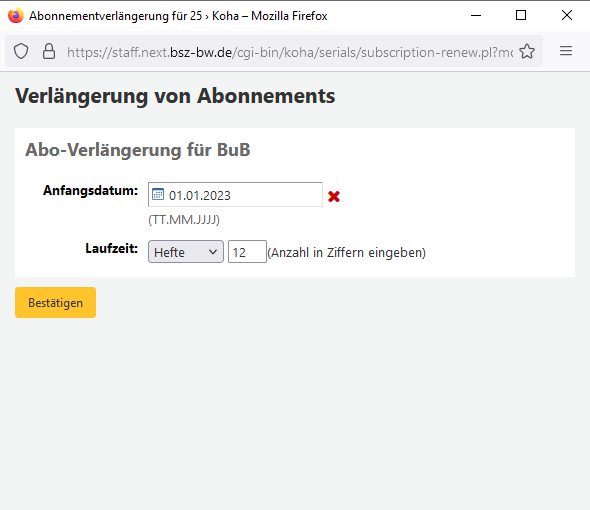 Abonnementverlängerung für 25 › Koha – Mozilla Firefox
https://staff.next.bsz-bw.de/cgi-bin/koha/serials/subscription-renew.pl?mo
Verlängerung von Abonnements
Abo-Verlängerung für BuB
Anfangsdatum: 01.01.2023
(TT.MM.JJJJ)
Laufzeit: Hefte 12 (Anzahl in Ziffern eingeben)
Bestätigen